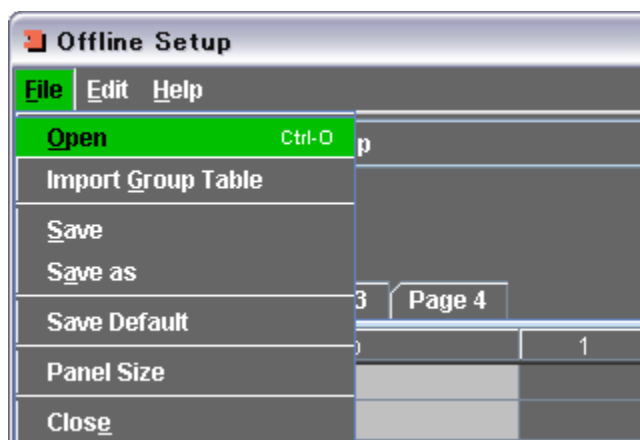 Offline Setup
File Edit Help
Open Ctrl-O
p
Import Group Table
Save
Save as
3 Page 4
Save Default
1
Panel Size
Close